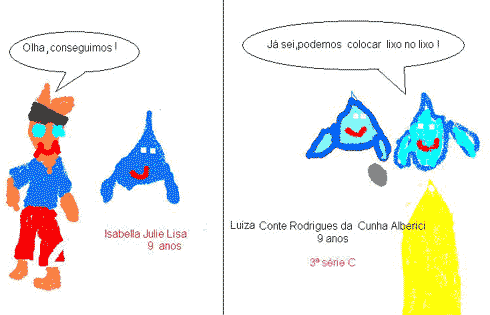 Olha, conseguimos !
Isabella Julie Lisa
9 anos
Já sei,podemos colocar lixo no lixo !
Luiza Conte Rodrigues da Cunha Alberici
9 anos
3ª série C